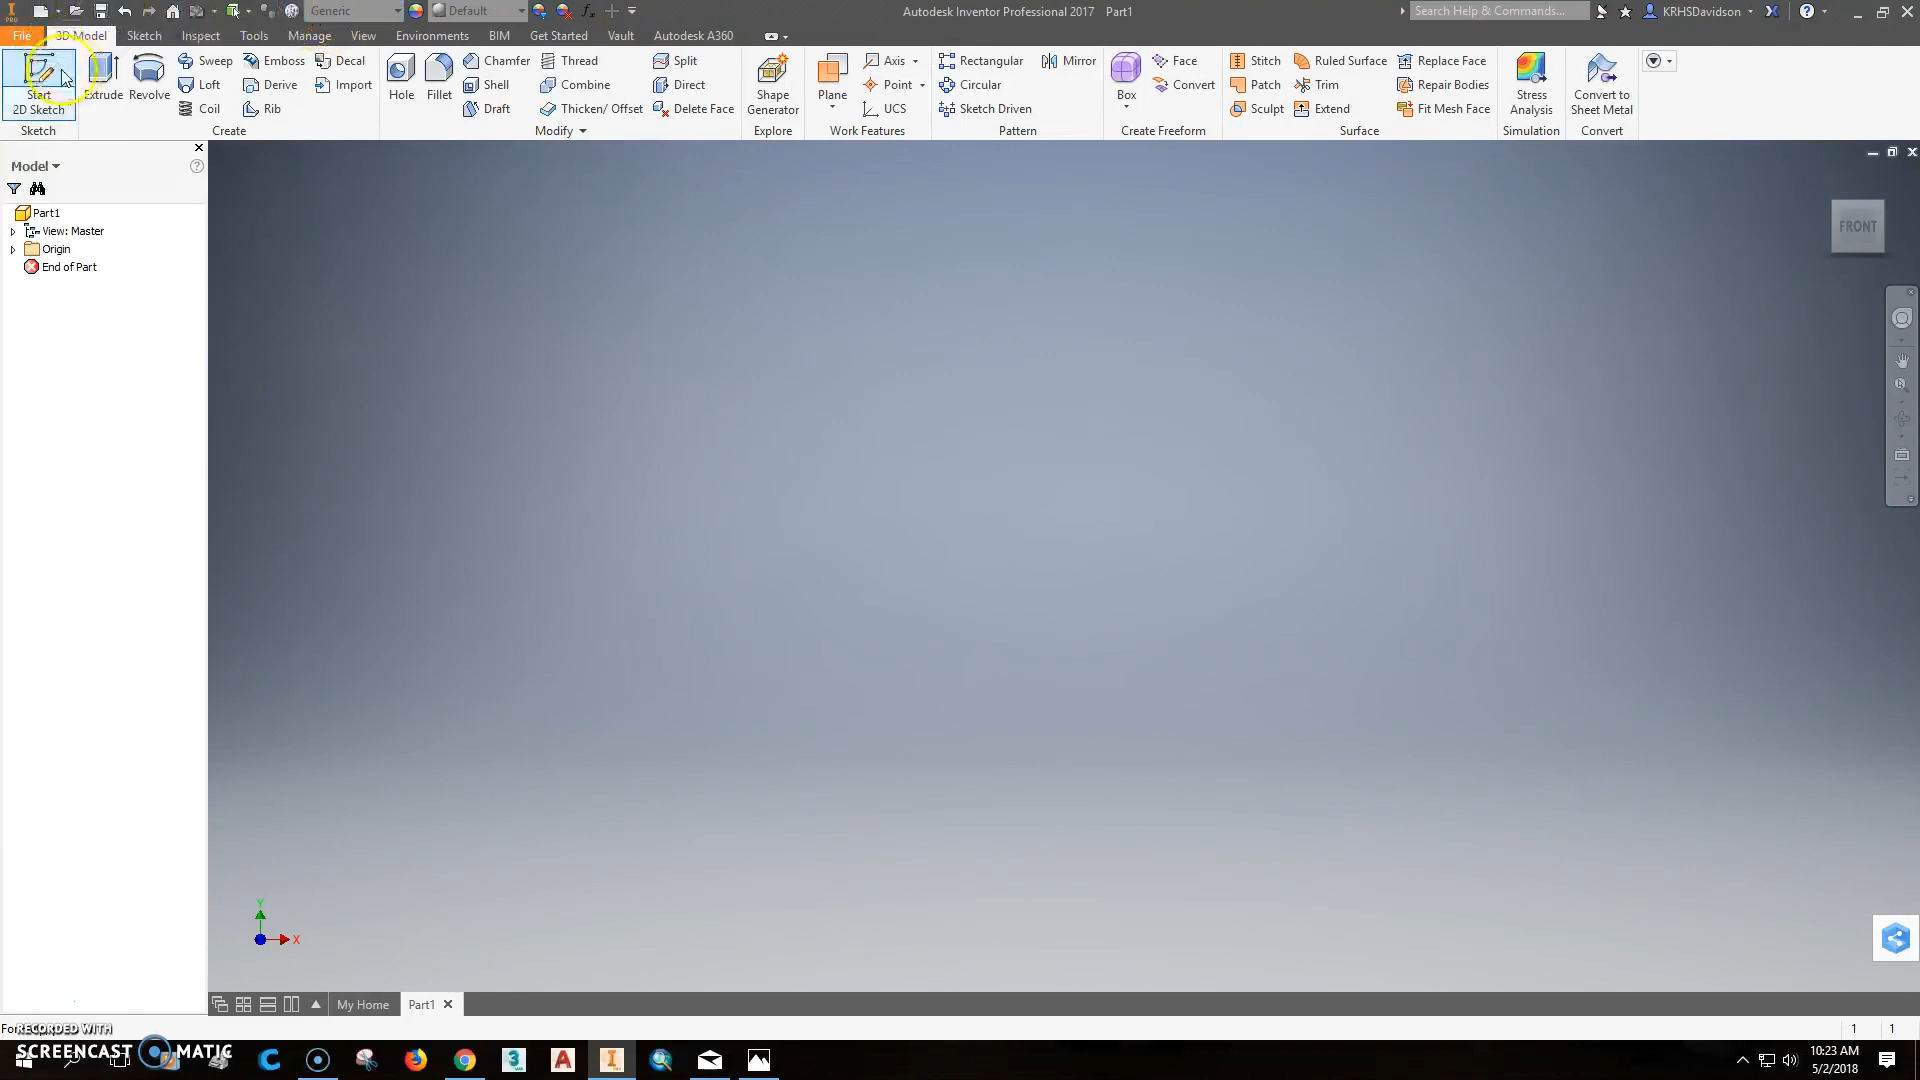 PRO Generic Default Autodesk Inventor Professional 2017 Part1 Search Help & Commands... KRHSDavidson
File 3D Model Sketch Inspect Tools Manage View Environments BIM Get Started Vault Autodesk A360
Start
2D Sketch
Sketch
Extrude
Revolve
Sweep Emboss Decal
Loft Derive Import
Coil Rib
Create
Hole
Fillet
Chamfer Thread Split
Shell Combine Direct
Draft Thicken/ Offset Delete Face
Modify
Shape
Generator
Explore
Plane
Axis
Point
UCS
Work Features
Rectangular Mirror
Circular
Sketch Driven
Pattern
Box
Face
Convert
Create Freeform
Stitch Ruled Surface Replace Face
Patch Trim Repair Bodies
Sculpt Extend Fit Mesh Face
Surface
Stress
Analysis
Simulation
Convert to
Sheet Metal
Convert
Model
Part1
View: Master
Origin
End of Part
FRONT
Y
X
My Home Part1
For
1 1
RECORDED WITH
SCREENCAST MATIC
10:23 AM
5/2/2018